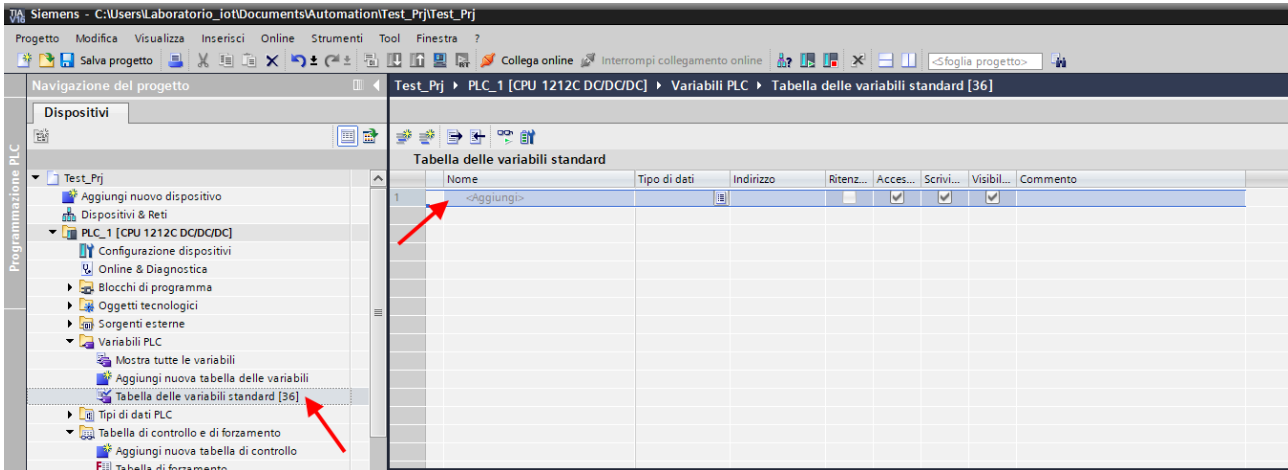 Siemens - C:\Users\Laboratorio_iot\Documents\Automation\Test_Prj\Test_Prj
Progetto Modifica Visualizza Inserisci Online Strumenti Tool Finestra ?
Salva progetto Collega online Interrompi collegamento online <Sfoglia progetto>
Navigazione del progetto
Test_Prj ▸ PLC_1 [CPU 1212C DC/DC/DC] ▸ Variabili PLC ▸ Tabella delle variabili standard [36]
Dispositivi
Programmazione PLC
Tabella delle variabili standard
Nome Tipo di dati Indirizzo Ritenz... Acces... Scrivi... Visibil... Commento
1 <Aggiungi>
Test_Prj
Aggiungi nuovo dispositivo
Dispositivi & Reti
PLC_1 [CPU 1212C DC/DC/DC]
Configurazione dispositivi
Online & Diagnostica
Blocchi di programma
Oggetti tecnologici
Sorgenti esterne
Variabili PLC
Mostra tutte le variabili
Aggiungi nuova tabella delle variabili
Tabella delle variabili standard [36]
Tipi di dati PLC
Tabella di controllo e di forzamento
Aggiungi nuova tabella di controllo
Tabella di forzamento